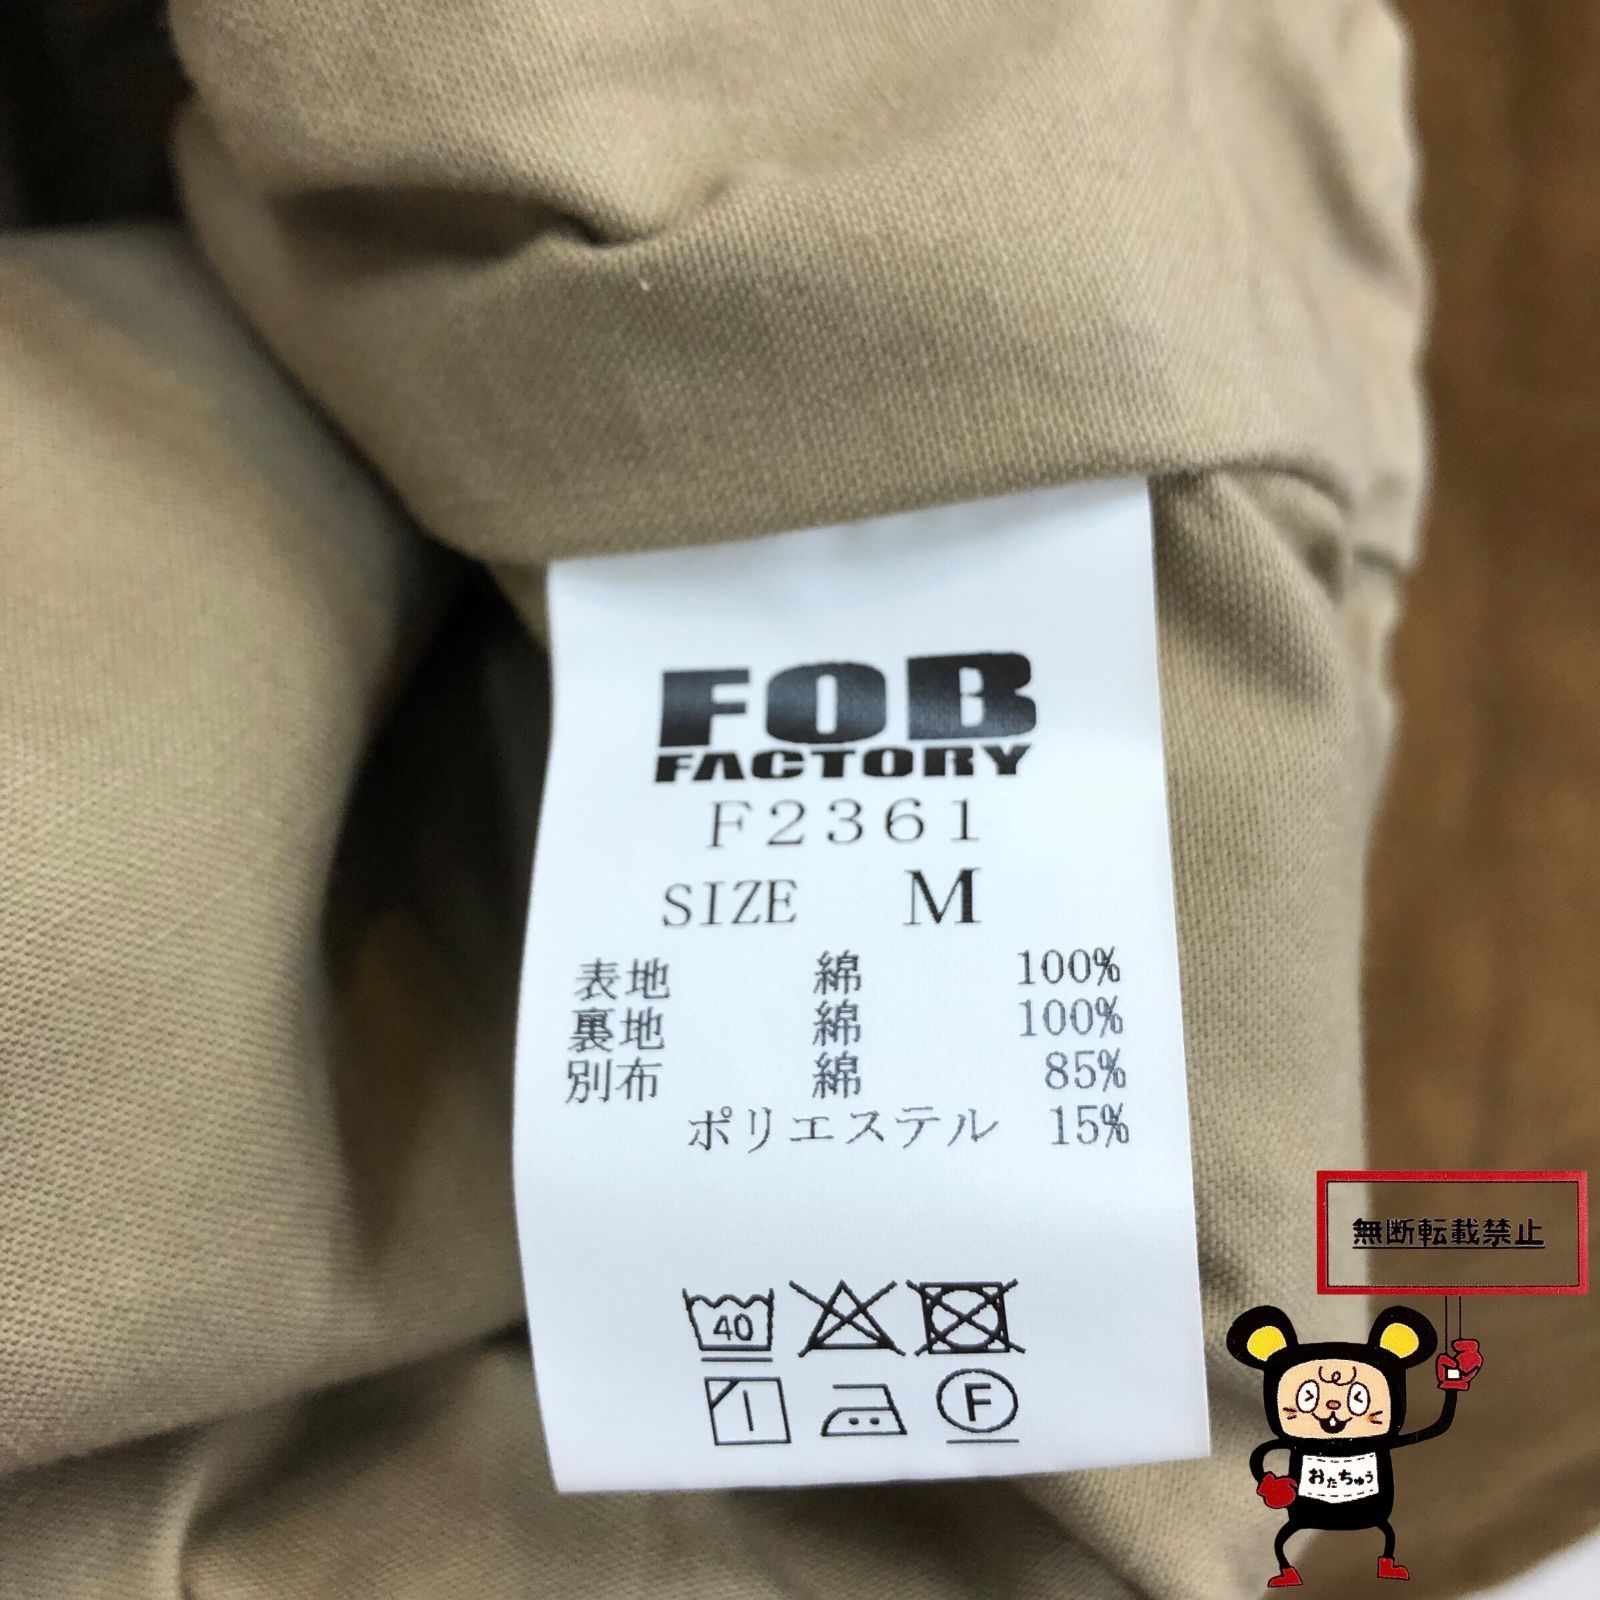 FOB
FACTORY
F2361
SIZE M
表地 綿 100%
裏地 綿 100%
別布 綿 85%
ポリエステル 15%
40
F
無断転載禁止
おたちゅう